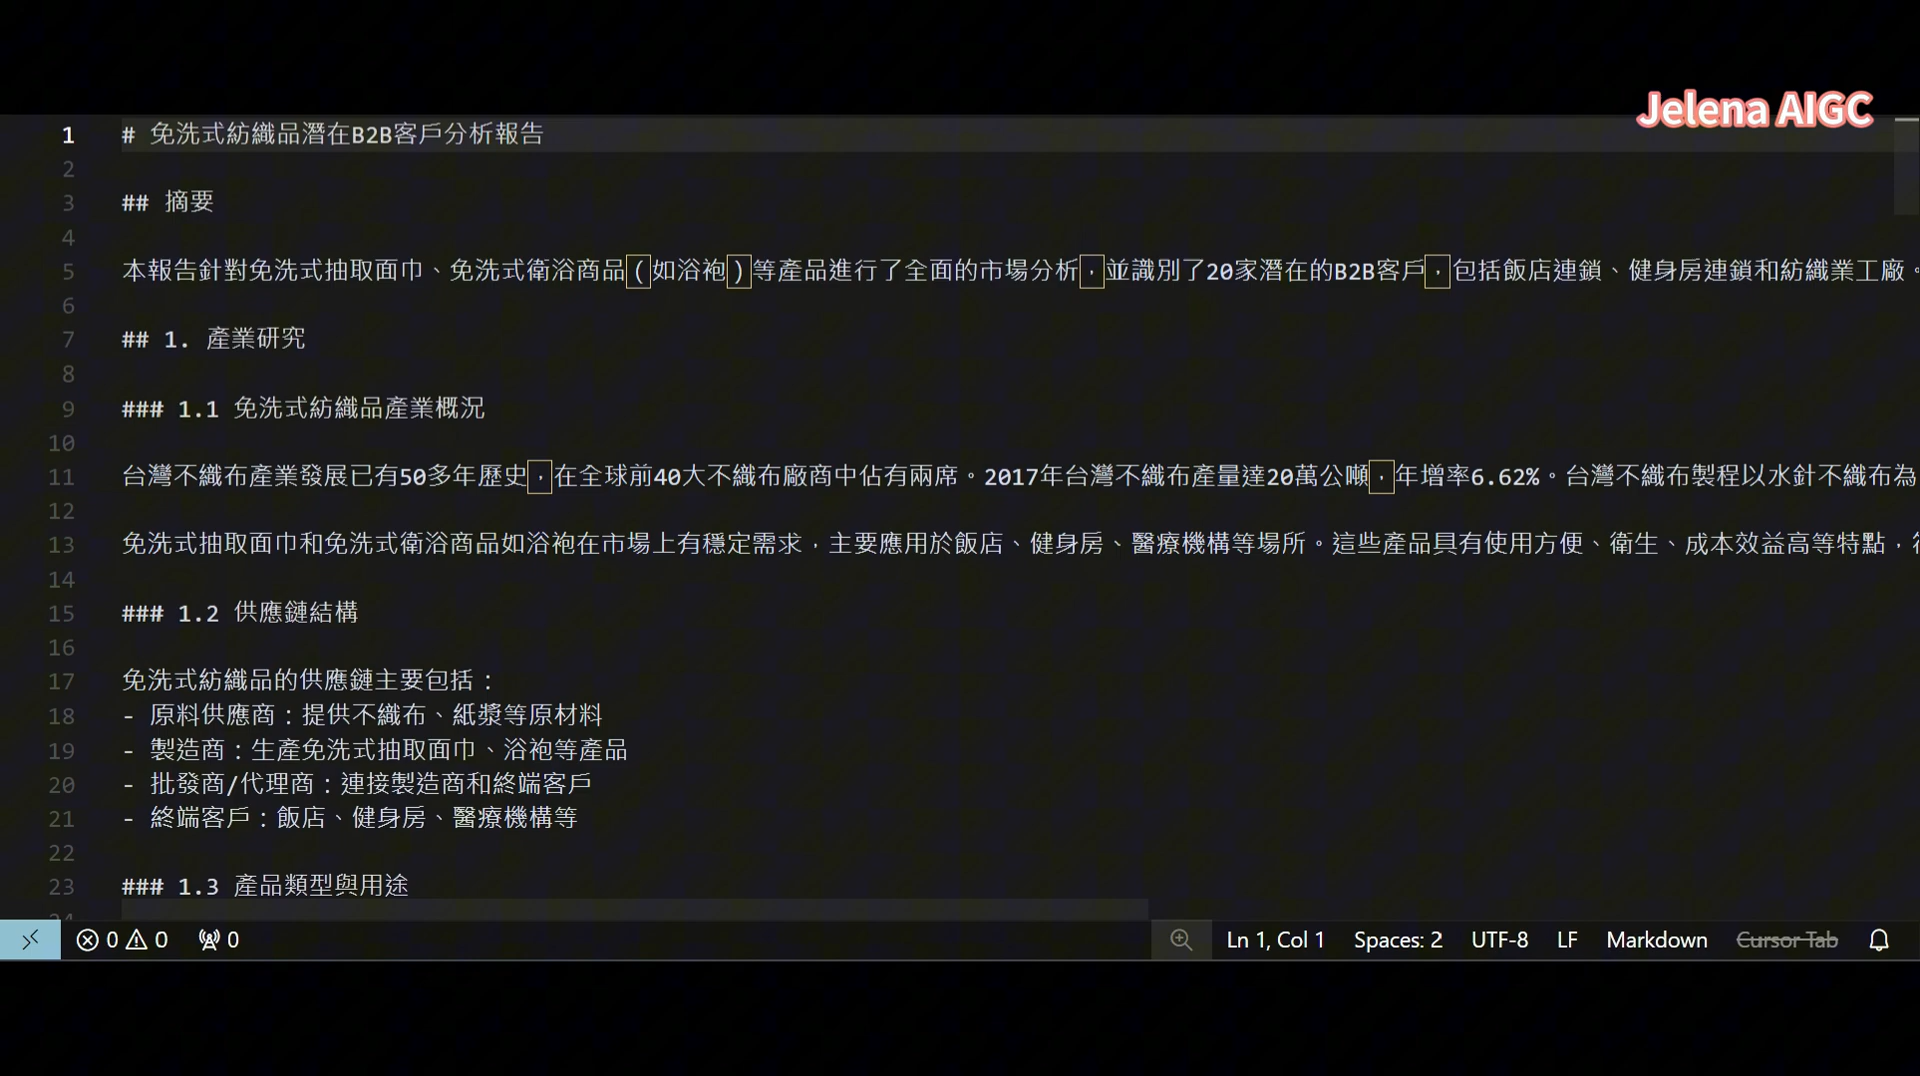 Jelena AIGC
1 # 免洗式紡織品潛在B2B客戶分析報告
2
3 ## 摘要
4
5 本報告針對免洗式抽取面巾、免洗式衛浴商品（如浴袍）等產品進行了全面的市場分析，並識別了20家潛在的B2B客戶，包括飯店連鎖、健身房連鎖和紡織業工廠。
6
7 ## 1. 產業研究
8
9 ### 1.1 免洗式紡織品產業概況
10
11 台灣不織布產業發展已有50多年歷史，在全球前40大不織布廠商中佔有兩席。2017年台灣不織布產量達20萬公噸，年增率6.62%。台灣不織布製程以水針不織布為
12
13 免洗式抽取面巾和免洗式衛浴商品如浴袍在市場上有穩定需求，主要應用於飯店、健身房、醫療機構等場所。這些產品具有使用方便、衛生、成本效益高等特點，
14
15 ### 1.2 供應鏈結構
16
17 免洗式紡織品的供應鏈主要包括：
18 - 原料供應商：提供不織布、紙漿等原材料
19 - 製造商：生產免洗式抽取面巾、浴袍等產品
20 - 批發商/代理商：連接製造商和終端客戶
21 - 終端客戶：飯店、健身房、醫療機構等
22
23 ### 1.3 產品類型與用途
0 0 0 Ln 1, Col 1 Spaces: 2 UTF-8 LF Markdown Cursor Tab